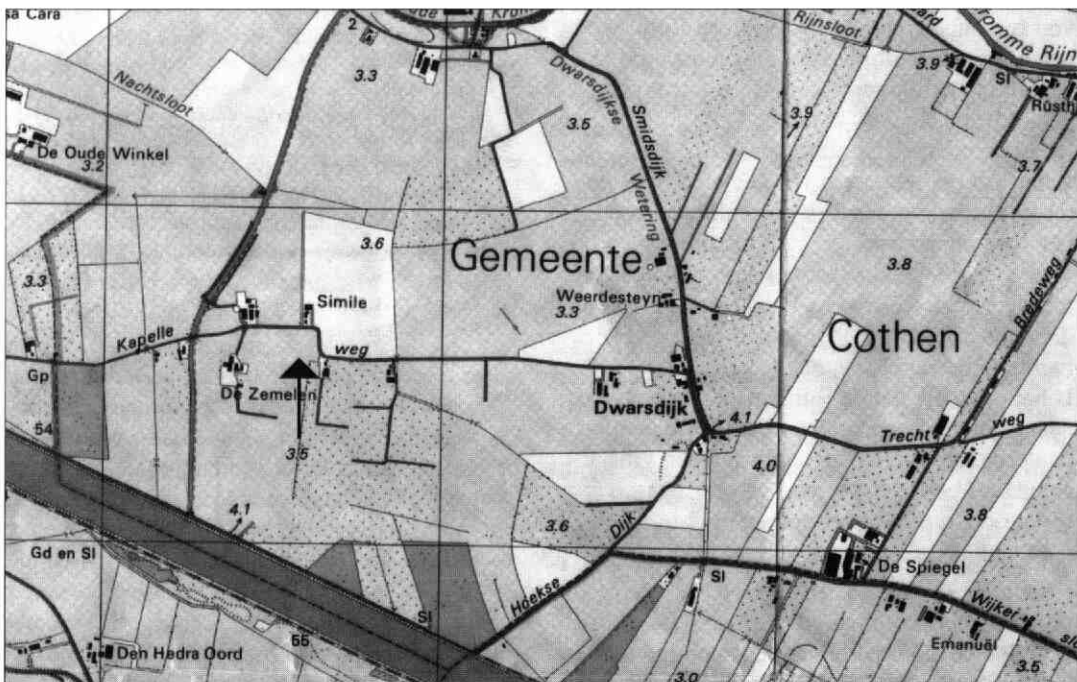 sa Cara
2
Kromme
Rijnsloot
Kromme Rijn
3.9
Sl
Rüsth
Nachtsloot
3.3
Dwarsdijkse
Smidsdijk
3.5
3.9
3.7
De Oude Winkel
3.2
Wetering
3.6
Gemeente
3.8
3.3
Simile
Weerdesteyn
3.3
Bredeweg
Kapelle
weg
Cothen
Gp
De Zemelen
Dwarsdijk
4.1
Trecht
weg
54
3.5
4.0
4.1
3.6
Dijk
3.8
Gd en Sl
De Spiegel
Sl
Hoekse
Sl
Wijker
55
Emanuël
Den Hedra Oord
3.0
3.5